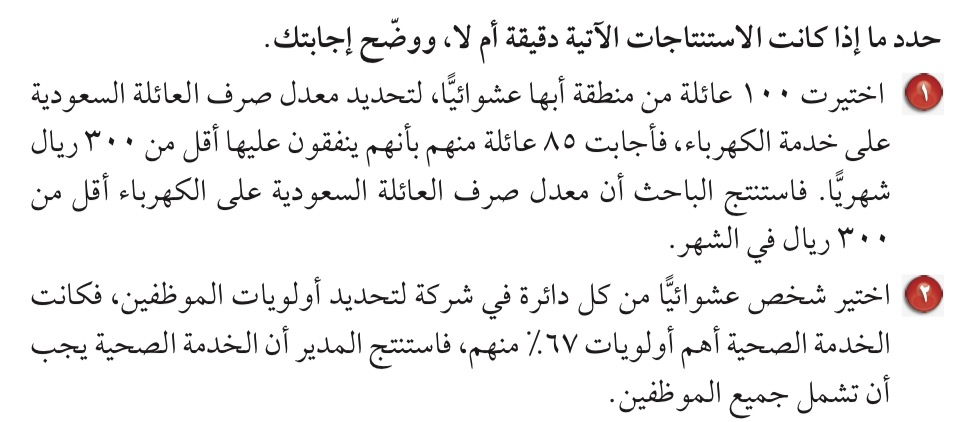 حدد ما إذا كانت الاستنتاجات الآتية دقيقة أم لا، ووضّح إجابتك.
١ اختيرت ١٠٠ عائلة من منطقة أبها عشوائيًّا، لتحديد معدل صرف العائلة السعودية
على خدمة الكهرباء، فأجابت ٨٥ عائلة منهم بأنهم ينفقون عليها أقل من ٣٠٠ ريال
شهريًّا. فاستنتج الباحث أن معدل صرف العائلة السعودية على الكهرباء أقل من
٣٠٠ ريال في الشهر.
٢ اختير شخص عشوائيًّا من كل دائرة في شركة لتحديد أولويات الموظفين، فكانت
الخدمة الصحية أهم أولويات ٦٧٪ منهم، فاستنتج المدير أن الخدمة الصحية يجب
أن تشمل جميع الموظفين.